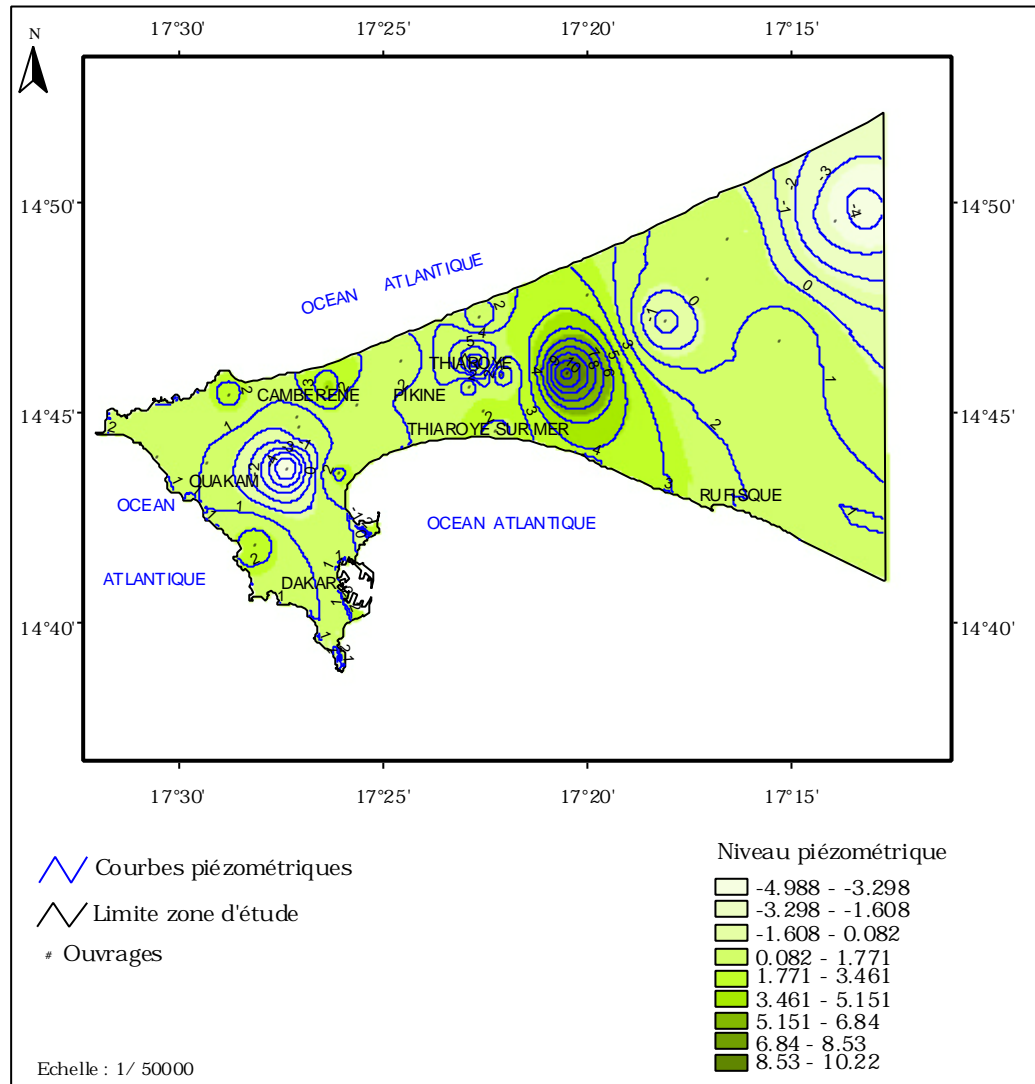 N
17°30' 17°25' 17°20' 17°15'
14°50' 14°50'
OCEAN ATLANTIQUE
THIAROYE
CAMBERENE PIKINE
14°45' 14°45'
THIAROYE SUR MER
OUAKAM
RUFISQUE
OCEAN
OCEAN ATLANTIQUE
ATLANTIQUE
DAKAR
14°40' 14°40'
17°30' 17°25' 17°20' 17°15'
Courbes piézométriques
Limite zone d'étude
# Ouvrages
Echelle : 1/ 50000
Niveau piézométrique
-4.988 - -3.298
-3.298 - -1.608
-1.608 - 0.082
0.082 - 1.771
1.771 - 3.461
3.461 - 5.151
5.151 - 6.84
6.84 - 8.53
8.53 - 10.22